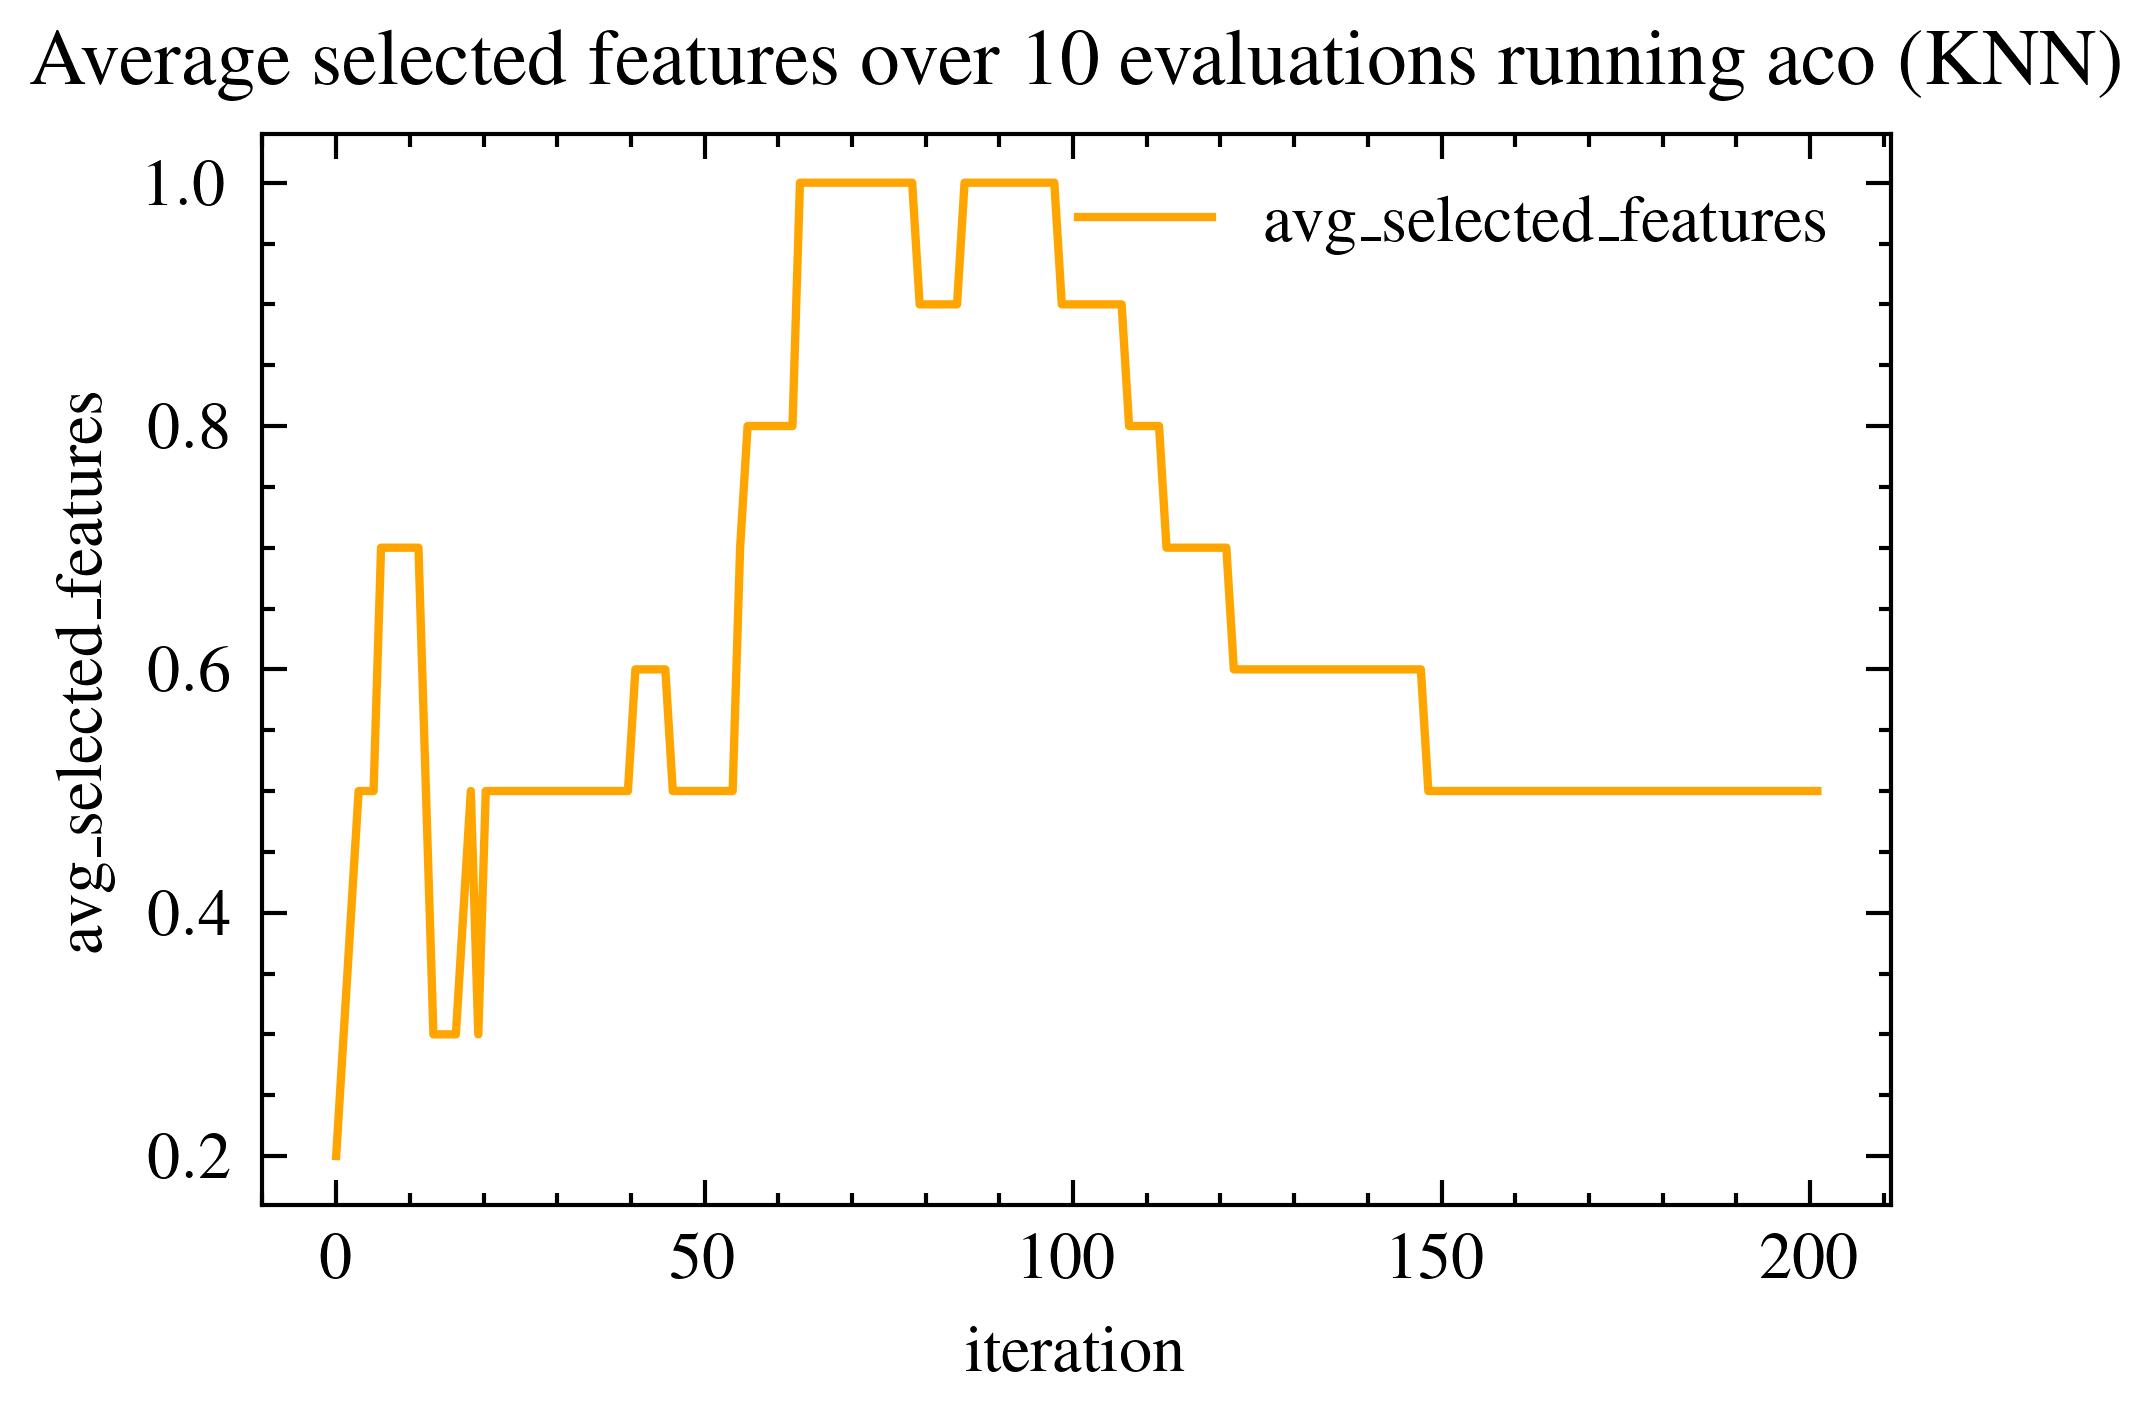 Average selected features over 10 evaluations running aco (KNN)
1.0
0.8
0.6
0.4
0.2
avg_selected_features
avg_selected_features
0 50 100 150 200
iteration